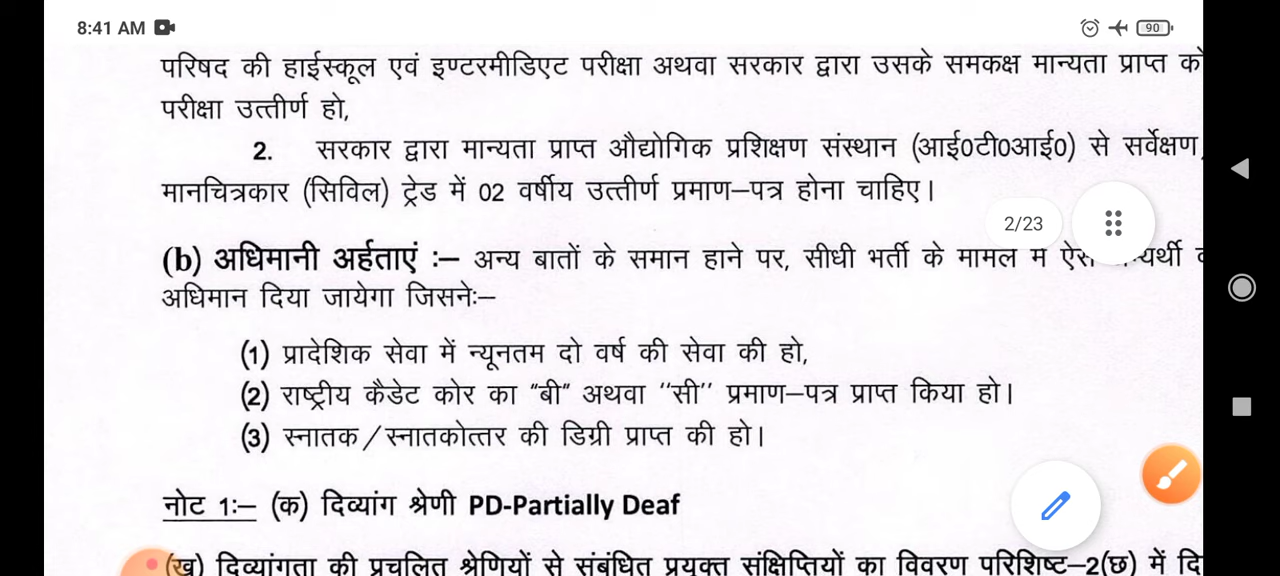 8:41 AM
90
परिषद की हाईस्कूल एवं इण्टरमीडिएट परीक्षा अथवा सरकार द्वारा उसके समकक्ष मान्यता प्राप्त को
परीक्षा उत्तीर्ण हो,
2. सरकार द्वारा मान्यता प्राप्त औद्योगिक प्रशिक्षण संस्थान (आई0टी0आई0) से सर्वेक्षण,
मानचित्रकार (सिविल) ट्रेड में 02 वर्षीय उत्तीर्ण प्रमाण–पत्र होना चाहिए।
2/23
(b) अधिमानी अर्हताएं :– अन्य बातों के समान हाने पर, सीधी भर्ती के
अधिमान दिया जायेगा जिसनेः–
(1) प्रादेशिक सेवा में न्यूनतम दो वर्ष की सेवा की हो,
(2) राष्ट्रीय कैडेट कोर का "बी" अथवा ''सी'' प्रमाण–पत्र प्राप्त किया हो।
(3) स्नातक/स्नातकोत्तर की डिग्री प्राप्त की हो।
नोट 1ः– (क) दिव्यांग श्रेणी PD-Partially Deaf
(ख) दिव्यांगता की प्रचलित श्रेणियों से संबंधित प्रयुक्त संक्षिप्तियों का विवरण परिशिष्ट–2(छ) में